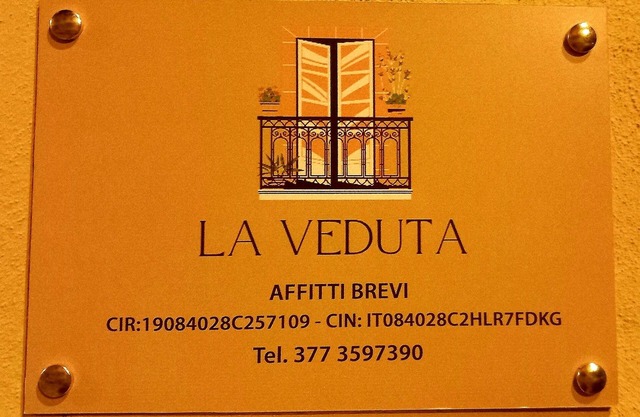 LA VEDUTA
AFFITTI BREVI
CIR:19084028C257109 - CIN: IT084028C2HLR7FDKG
Tel. 377 3597390